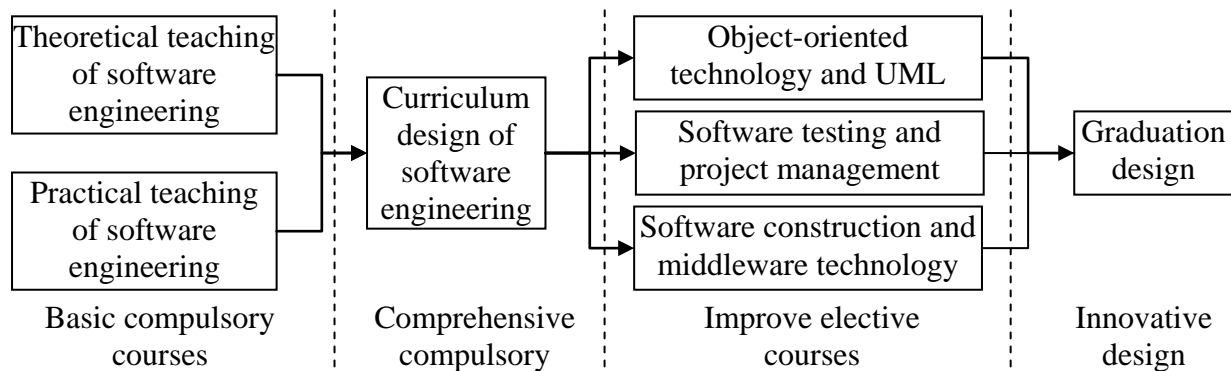 Theoretical teaching
of software
engineering
Practical teaching
of software
engineering
Basic compulsory
courses
Curriculum
design of
software
engineering
Comprehensive
compulsory
Object-oriented
technology and UML
Software testing and
project management
Software construction and
middleware technology
Improve elective
courses
Graduation
design
Innovative
design